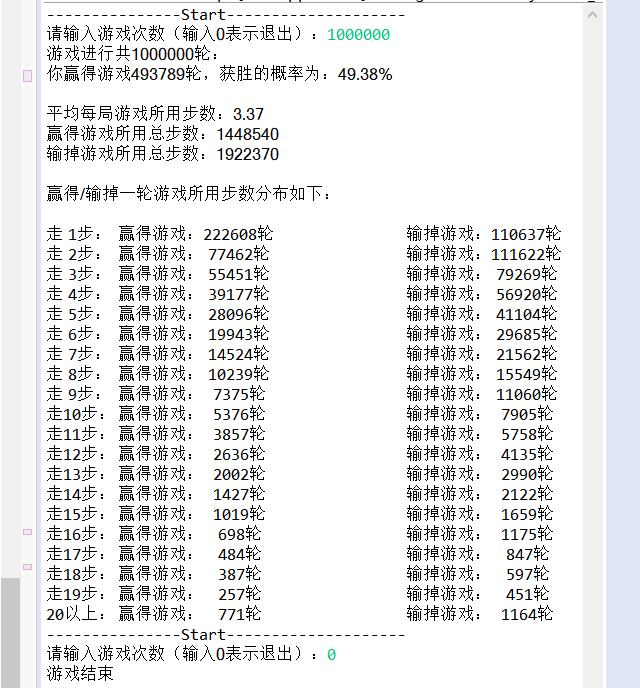 ---------------Start--------------------
请输入游戏次数（输入0表示退出）：1000000
游戏进行共1000000轮：
你赢得游戏493789轮，获胜的概率为：49.38%
平均每局游戏所用步数：3.37
赢得游戏所用总步数：1448540
输掉游戏所用总步数：1922370
赢得/输掉一轮游戏所用步数分布如下：
走 1步： 赢得游戏：222608轮 输掉游戏：110637轮
走 2步： 赢得游戏： 77462轮 输掉游戏：111622轮
走 3步： 赢得游戏： 55451轮 输掉游戏： 79269轮
走 4步： 赢得游戏： 39177轮 输掉游戏： 56920轮
走 5步： 赢得游戏： 28096轮 输掉游戏： 41104轮
走 6步： 赢得游戏： 19943轮 输掉游戏： 29685轮
走 7步： 赢得游戏： 14524轮 输掉游戏： 21562轮
走 8步： 赢得游戏： 10239轮 输掉游戏： 15549轮
走 9步： 赢得游戏： 7375轮 输掉游戏： 11060轮
走10步： 赢得游戏： 5376轮 输掉游戏： 7905轮
走11步： 赢得游戏： 3857轮 输掉游戏： 5758轮
走12步： 赢得游戏： 2636轮 输掉游戏： 4135轮
走13步： 赢得游戏： 2002轮 输掉游戏： 2990轮
走14步： 赢得游戏： 1427轮 输掉游戏： 2122轮
走15步： 赢得游戏： 1019轮 输掉游戏： 1659轮
走16步： 赢得游戏： 698轮 输掉游戏： 1175轮
走17步： 赢得游戏： 484轮 输掉游戏： 847轮
走18步： 赢得游戏： 387轮 输掉游戏： 597轮
走19步： 赢得游戏： 257轮 输掉游戏： 451轮
20以上： 赢得游戏： 771轮 输掉游戏： 1164轮
---------------Start--------------------
请输入游戏次数（输入0表示退出）：0
游戏结束